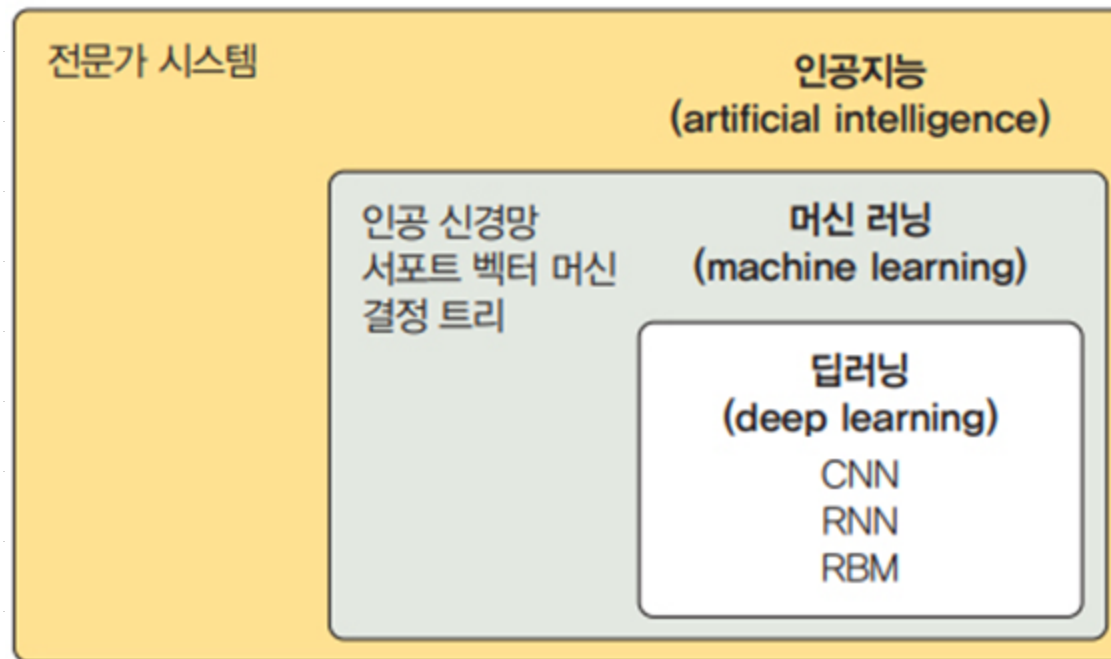 전문가 시스템
인공지능
(artificial intelligence)
인공 신경망
서포트 벡터 머신
결정 트리
머신 러닝
(machine learning)
딥러닝
(deep learning)
CNN
RNN
RBM